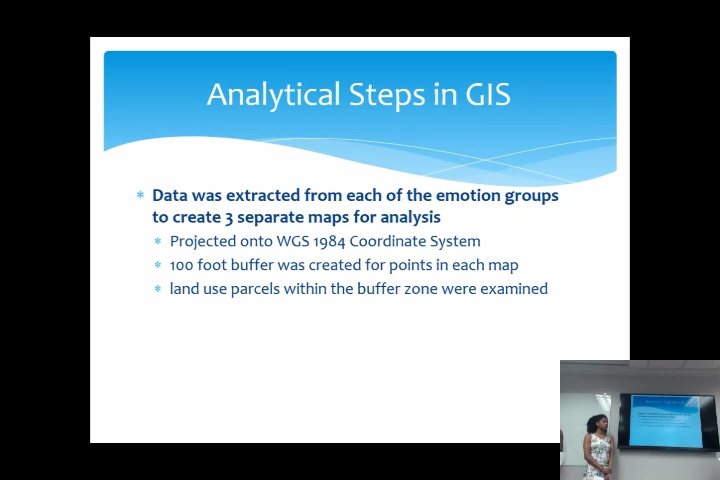 Analytical Steps in GIS
Data was extracted from each of the emotion groups
to create 3 separate maps for analysis
Projected onto WGS 1984 Coordinate System
100 foot buffer was created for points in each map
land use parcels within the buffer zone were examined